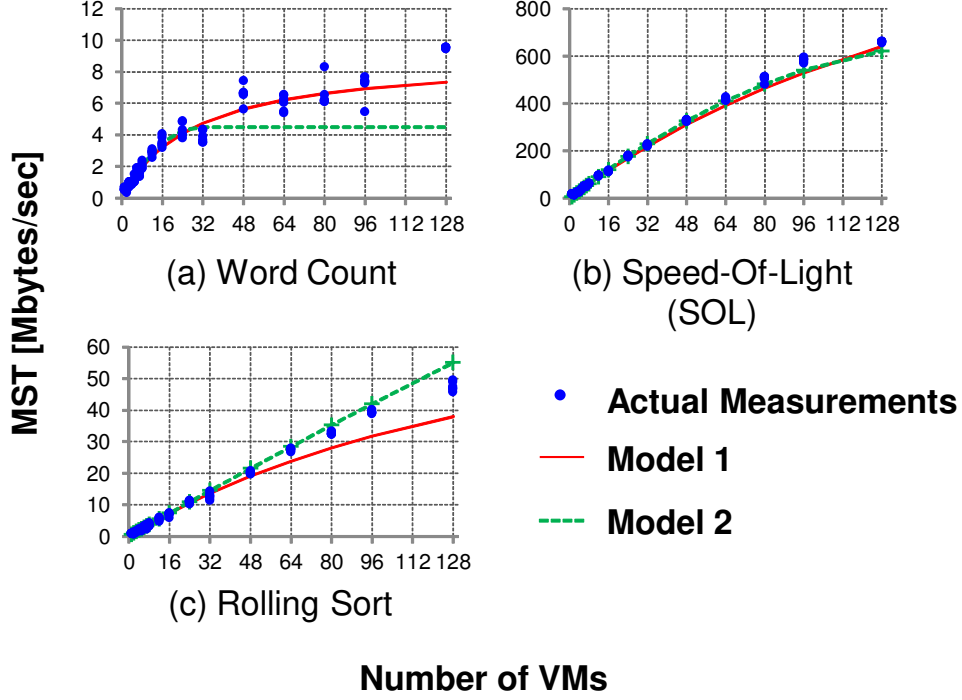 MST [Mbytes/sec]
12
10
8
6
4
2
0
0 16 32 48 64 80 96 112 128
(a) Word Count
800
600
400
200
0
0 16 32 48 64 80 96 112 128
(b) Speed-Of-Light
(SOL)
60
50
40
30
20
10
0
0 16 32 48 64 80 96 112 128
(c) Rolling Sort
Actual Measurements
Model 1
Model 2
Number of VMs